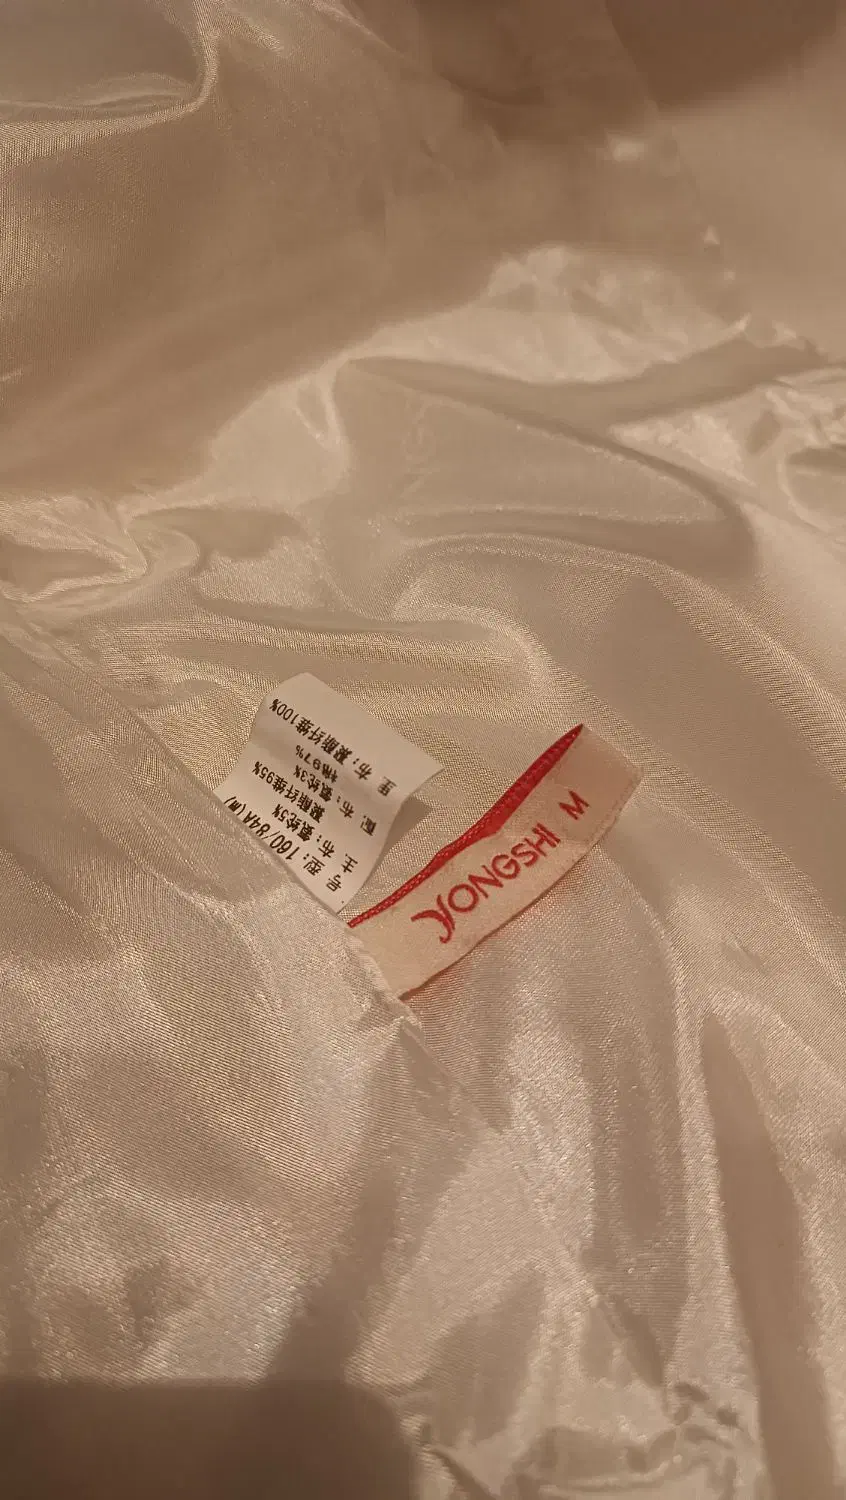 号 型:160/84A(M)
主 布:氨纶5%
聚酯纤维95%
配 布:氨纶3%
棉97%
里 布:聚酯纤维100%
YONGSHI M